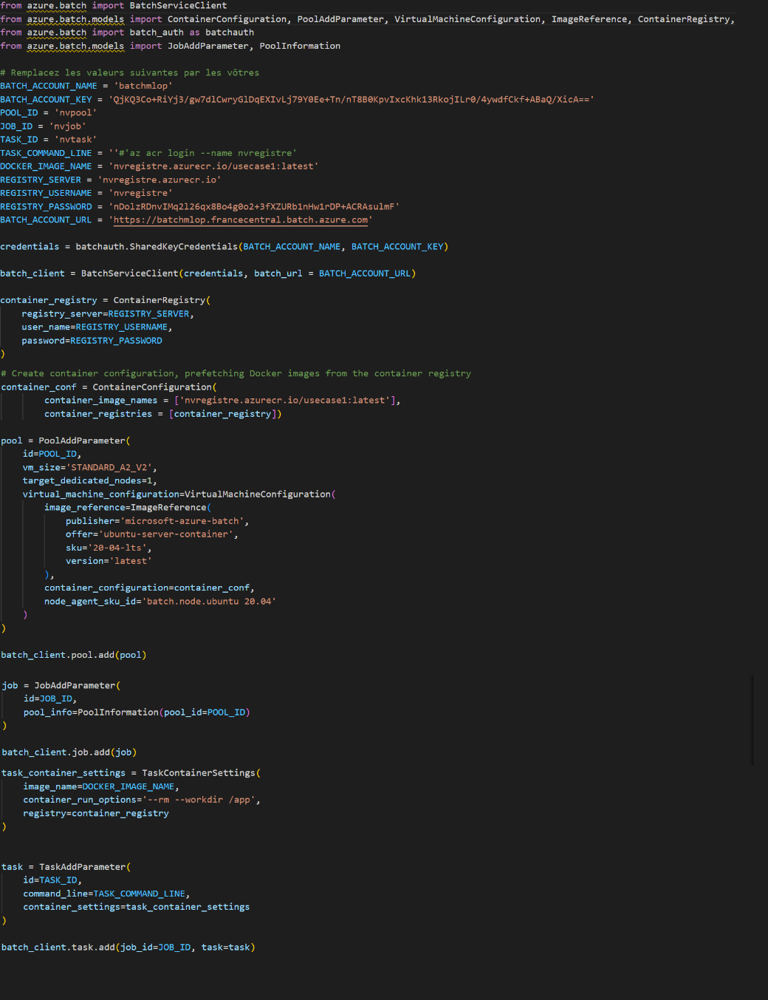 from azure.batch import BatchServiceClient
from azure.batch.models import ContainerConfiguration, PoolAddParameter, VirtualMachineConfiguration, ImageReference, ContainerRegistry,
from azure.batch import batch_auth as batchauth
from azure.batch.models import JobAddParameter, PoolInformation

# Remplacez les valeurs suivantes par les vôtres
BATCH_ACCOUNT_NAME = 'batchmlop'
BATCH_ACCOUNT_KEY = 'QjKQ3Co+RiYj3/gw7dlCwryGlDqEXIvLj79Y0Ee+Tn/nT8B0KpvIxcKhk13RkojILr0/4ywdfCkf+ABaQ/XicA=='
POOL_ID = 'nvpool'
JOB_ID = 'nvjob'
TASK_ID = 'nvtask'
TASK_COMMAND_LINE = ''#'az acr login --name nvregistre'
DOCKER_IMAGE_NAME = 'nvregistre.azurecr.io/usecase1:latest'
REGISTRY_SERVER = 'nvregistre.azurecr.io'
REGISTRY_USERNAME = 'nvregistre'
REGISTRY_PASSWORD = 'nDolzRDnvIMq2l26qx8Bo4g0o2+3fXZURb1nHw1rDP+ACRAsulmF'
BATCH_ACCOUNT_URL = 'https://batchmlop.francecentral.batch.azure.com'

credentials = batchauth.SharedKeyCredentials(BATCH_ACCOUNT_NAME, BATCH_ACCOUNT_KEY)

batch_client = BatchServiceClient(credentials, batch_url = BATCH_ACCOUNT_URL)

container_registry = ContainerRegistry(
    registry_server=REGISTRY_SERVER,
    user_name=REGISTRY_USERNAME,
    password=REGISTRY_PASSWORD
)
# Create container configuration, prefetching Docker images from the container registry
container_conf = ContainerConfiguration(
        container_image_names = ['nvregistre.azurecr.io/usecase1:latest'],
        container_registries = [container_registry])

pool = PoolAddParameter(
    id=POOL_ID,
    vm_size='STANDARD_A2_V2',
    target_dedicated_nodes=1,
    virtual_machine_configuration=VirtualMachineConfiguration(
        image_reference=ImageReference(
            publisher='microsoft-azure-batch',
            offer='ubuntu-server-container',
            sku='20-04-lts',
            version='latest'
        ),
        container_configuration=container_conf,
        node_agent_sku_id='batch.node.ubuntu 20.04'
    )
)

batch_client.pool.add(pool)

job = JobAddParameter(
    id=JOB_ID,
    pool_info=PoolInformation(pool_id=POOL_ID)
)

batch_client.job.add(job)
task_container_settings = TaskContainerSettings(
    image_name=DOCKER_IMAGE_NAME,
    container_run_options='--rm --workdir /app',
    registry=container_registry
)

task = TaskAddParameter(
    id=TASK_ID,
    command_line=TASK_COMMAND_LINE,
    container_settings=task_container_settings
)

batch_client.task.add(job_id=JOB_ID, task=task)